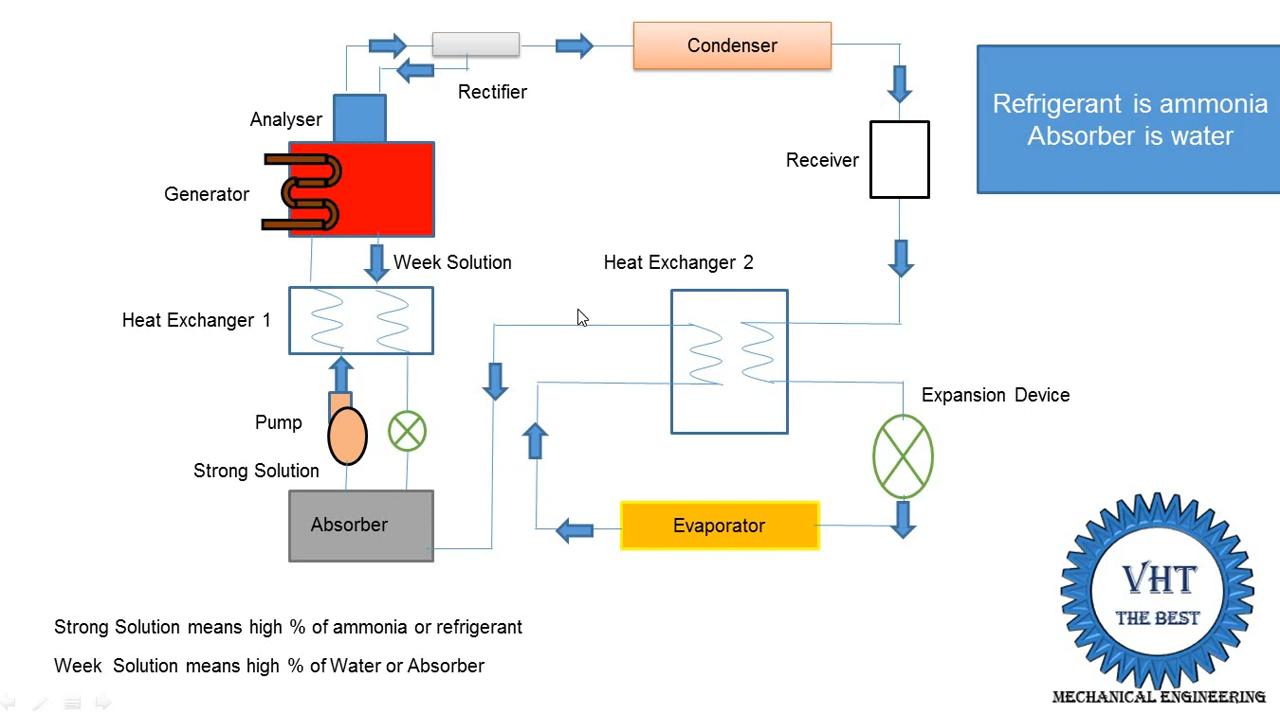 Condenser
Refrigerant is ammonia
Absorber is water
Rectifier
Analyser
Receiver
Generator
Week Solution
Heat Exchanger 2
Heat Exchanger 1
Expansion Device
Pump
Strong Solution
Absorber
Evaporator
VHT
THE BEST
MECHANICAL ENGINEERING
Strong Solution means high % of ammonia or refrigerant
Week Solution means high % of Water or Absorber